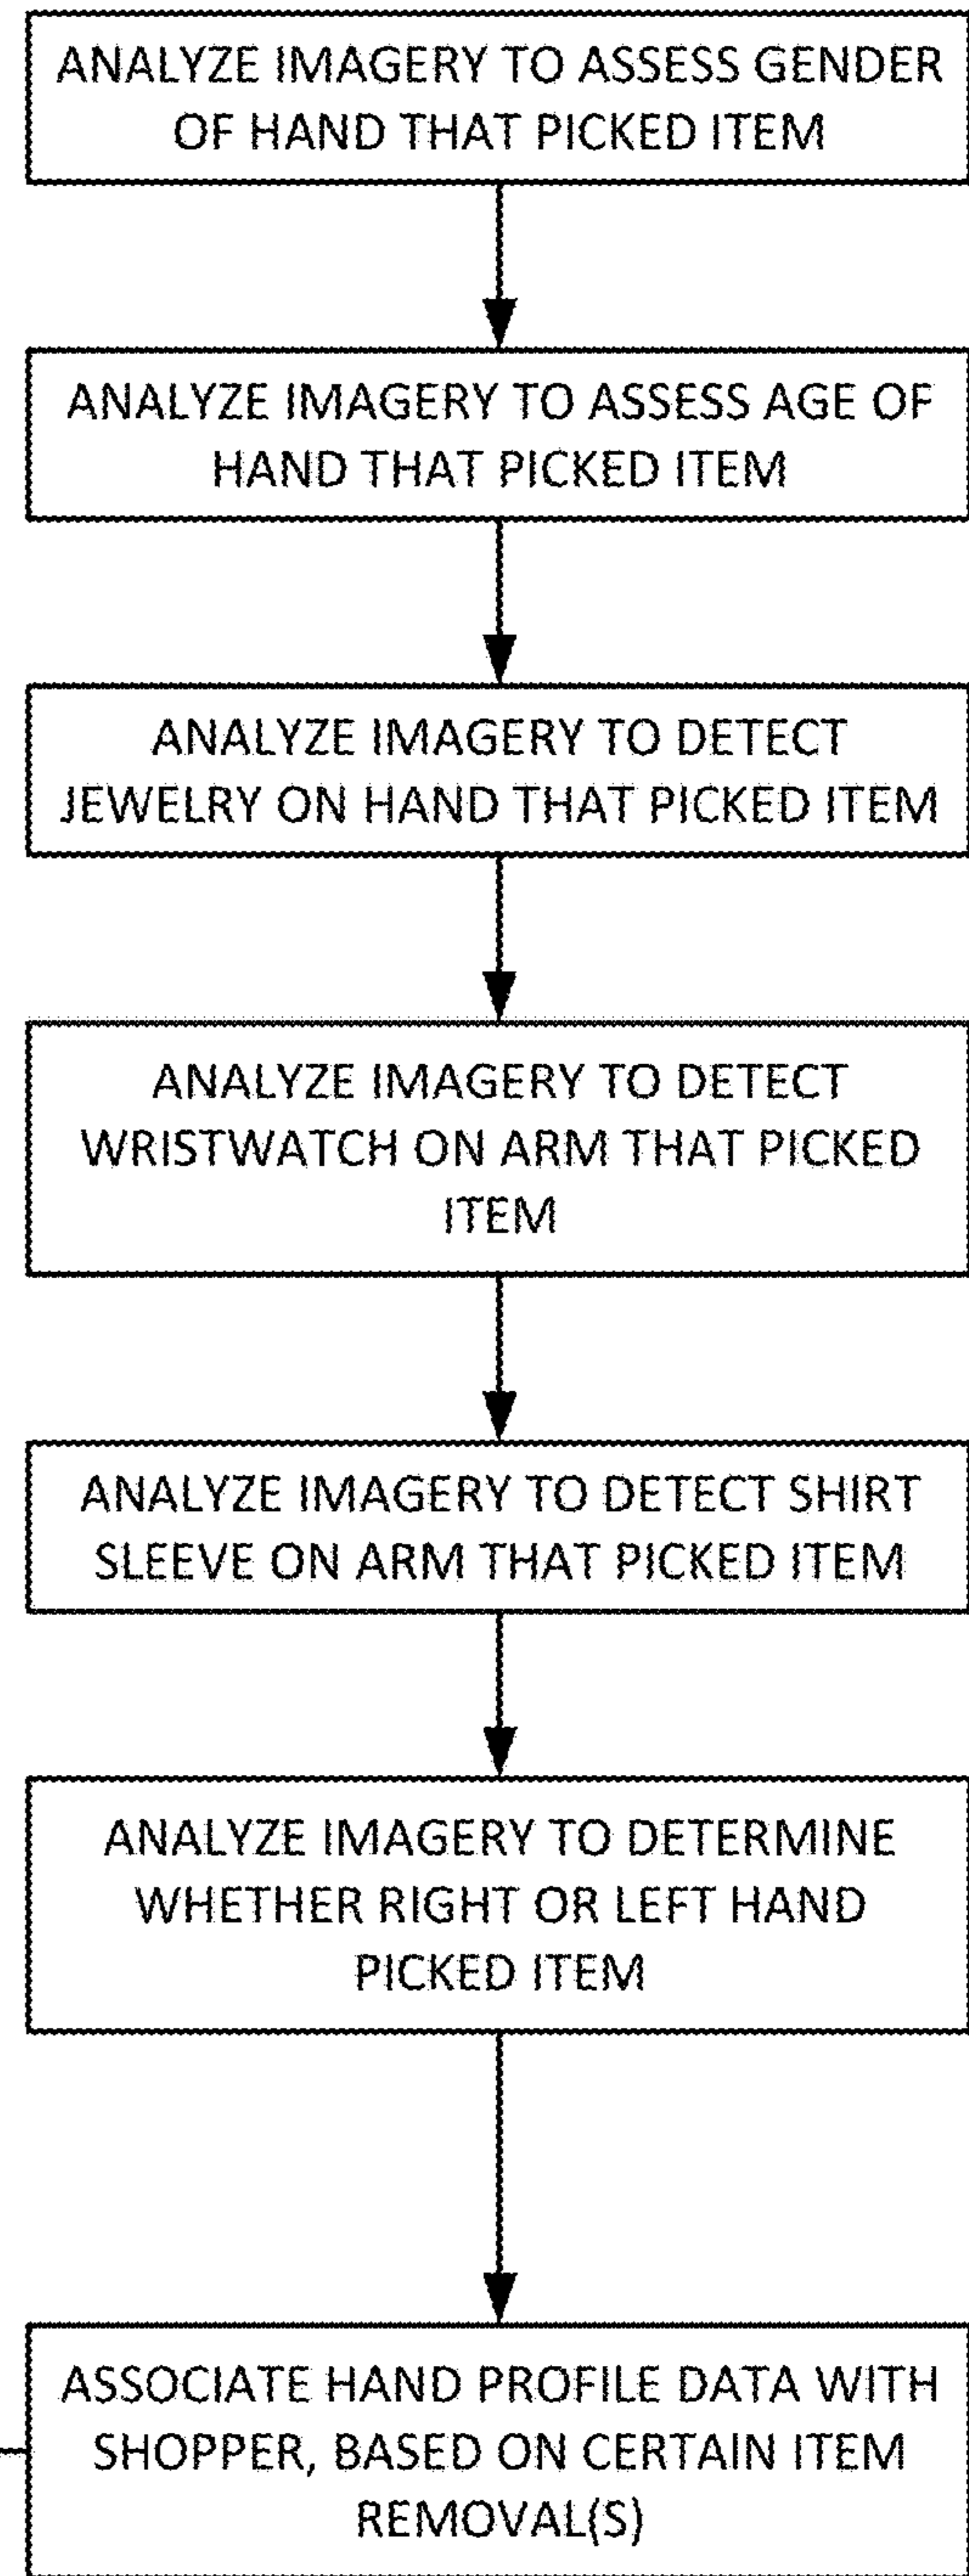 ANALYZE IMAGERY TO ASSESS GENDER
OF HAND THAT PICKED ITEM
ANALYZE IMAGERY TO ASSESS AGE OF
HAND THAT PICKED ITEM
ANALYZE IMAGERY TO DETECT
JEWELRY ON HAND THAT PICKED ITEM
ANALYZE IMAGERY TO DETECT
WRISTWATCH ON ARM THAT PICKED
ITEM
ANALYZE IMAGERY TO DETECT SHIRT
SLEEVE ON ARM THAT PICKED ITEM
ANALYZE IMAGERY TO DETERMINE
WHETHER RIGHT OR LEFT HAND
PICKED ITEM
ASSOCIATE HAND PROFILE DATA WITH
SHOPPER, BASED ON CERTAIN ITEM
REMOVAL(S)